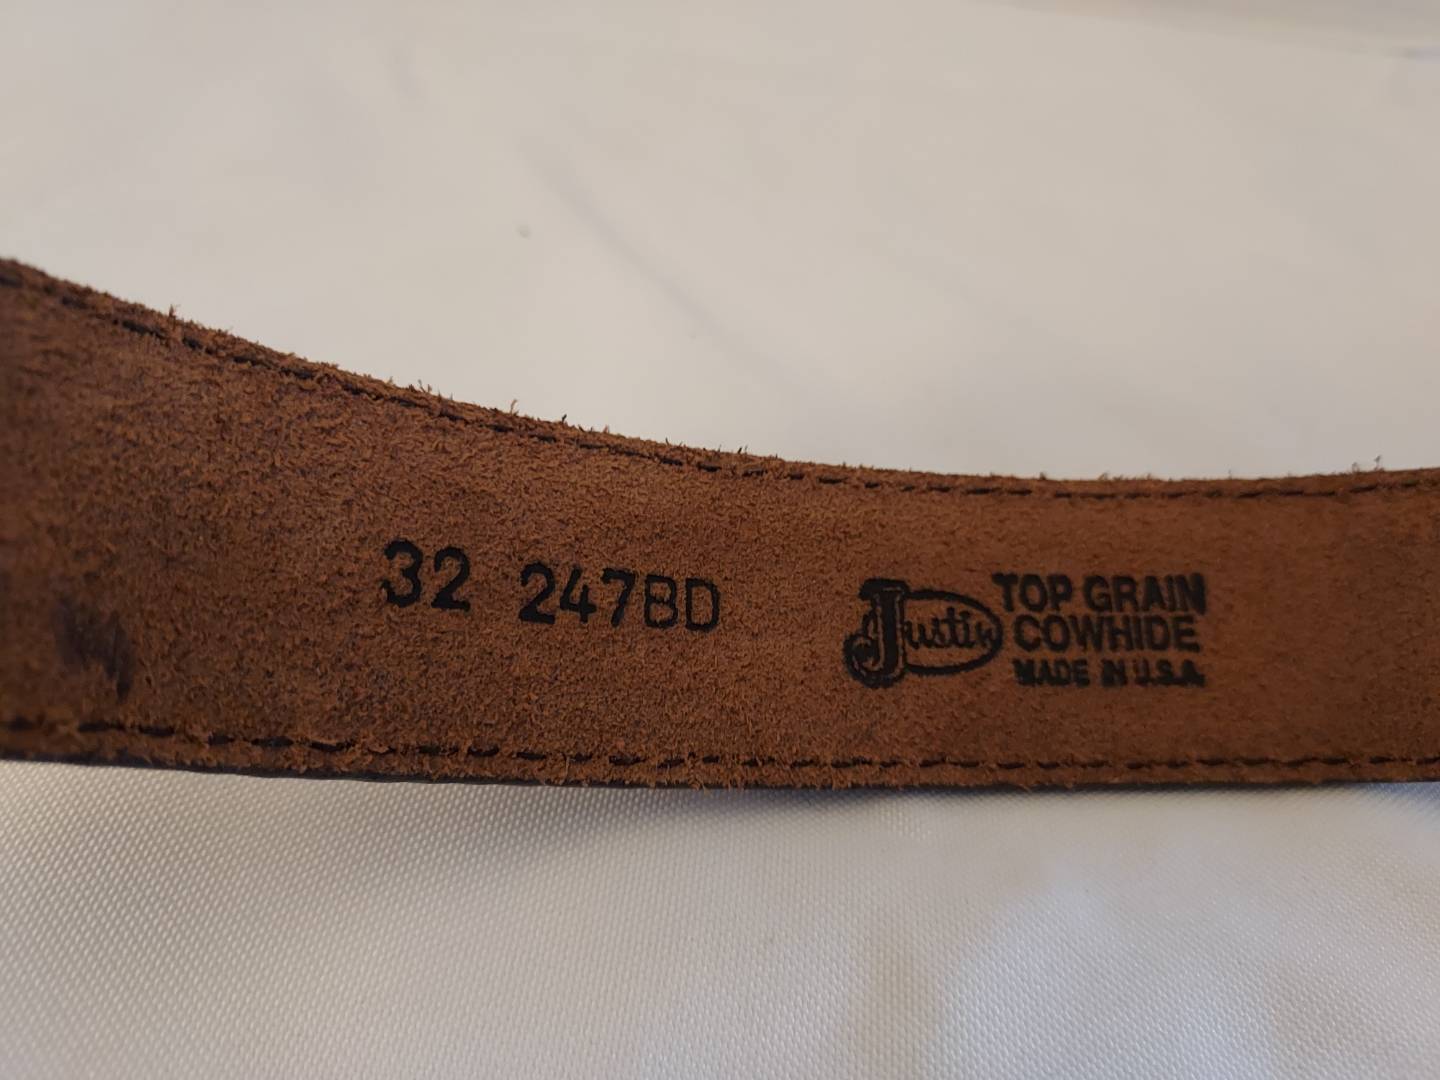 32 247BD
Justin
TOP GRAIN
COWHIDE
MADE IN U.S.A.